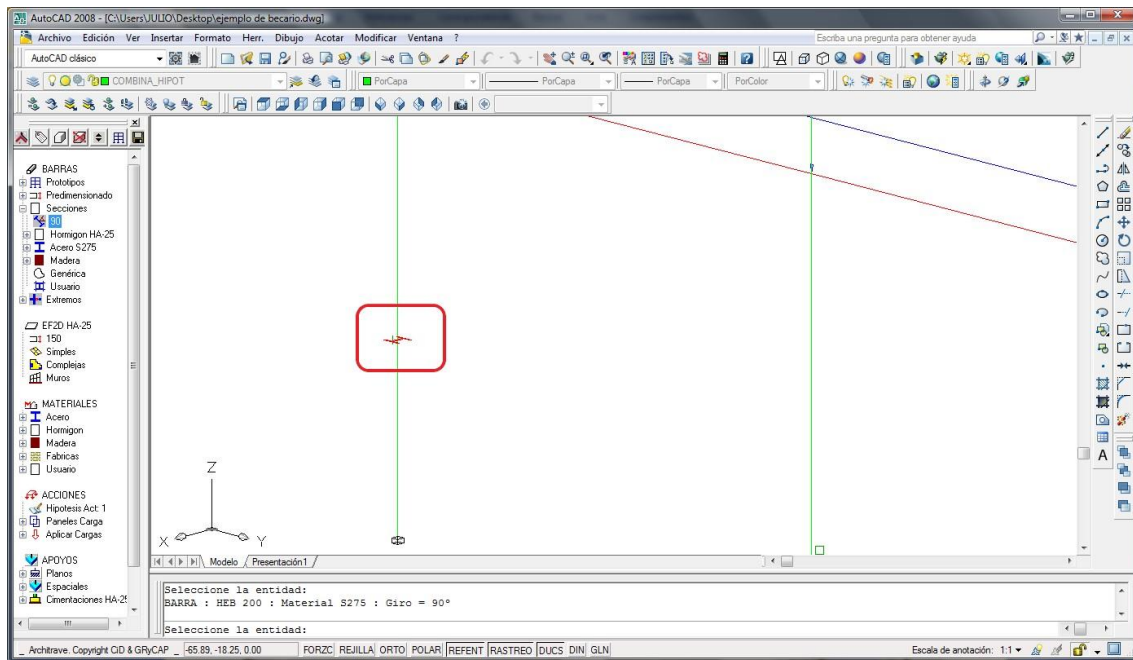 AutoCAD 2008 - [C:\Users\JULIO\Desktop\ejemplo de becario.dwg]
Archivo Edición Ver Insertar Formato Herr. Dibujo Acotar Modificar Ventana ?
Escriba una pregunta para obtener ayuda
AutoCAD clásico
COMBINA_HIPOT PorCapa PorCapa PorCapa PorColor
BARRAS
Prototipos
Predimensionado
Secciones
90
Hormigon HA-25
Acero S275
Madera
Genérica
Usuario
Extremos
EF2D HA-25
150
Simples
Complejas
Muros
MATERIALES
Acero
Hormigon
Madera
Fabricas
Usuario
ACCIONES
Hipotesis Act: 1
Paneles Carga
Aplicar Cargas
APOYOS
Planos
Espaciales
Cimentaciones HA-25
Z
X Y
A
Modelo Presentación1
Seleccione la entidad:
BARRA : HEB 200 : Material S275 : Giro = 90º
Seleccione la entidad:
_ Architrave. Copyright CiD & GRyCAP _ -65.89, -18.25, 0.00 FORZC REJILLA ORTO POLAR REFENT RASTREO DUCS DIN GLN Escala de anotación: 1:1